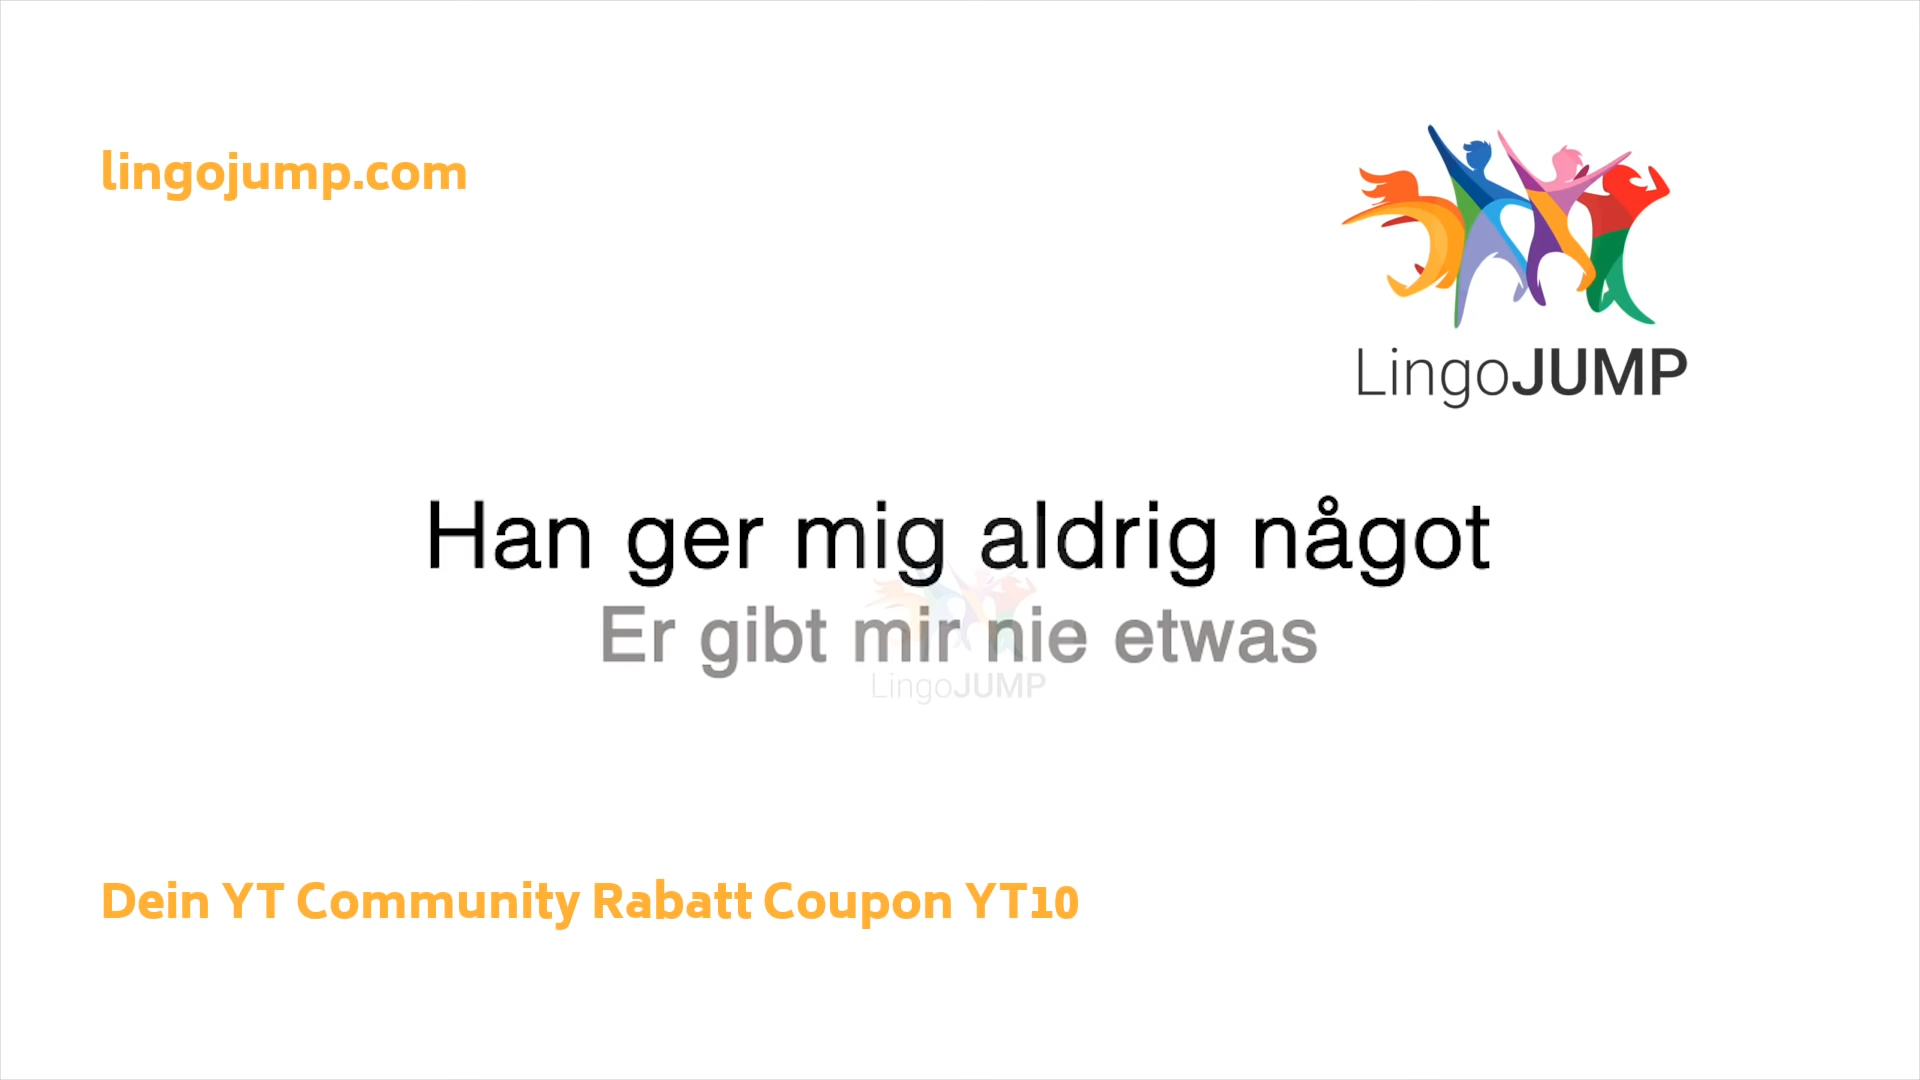 lingojump.com
LingoJUMP
Han ger mig aldrig något
Er gibt mir nie etwas
LingoJUMP
Dein YT Community Rabatt Coupon YT10